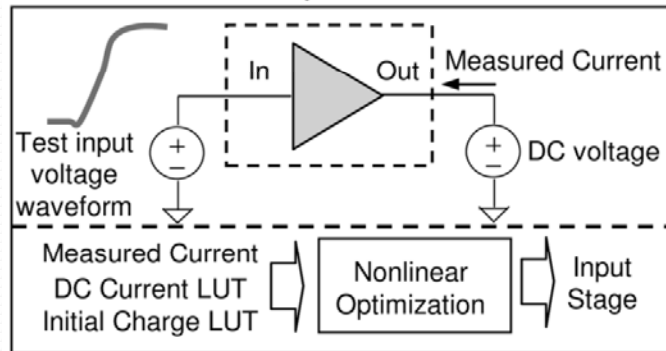 In
Out
Measured Current
Test input
voltage
waveform
+
−
+
−
DC voltage
Measured Current
DC Current LUT
Initial Charge LUT
Nonlinear
Optimization
Input
Stage